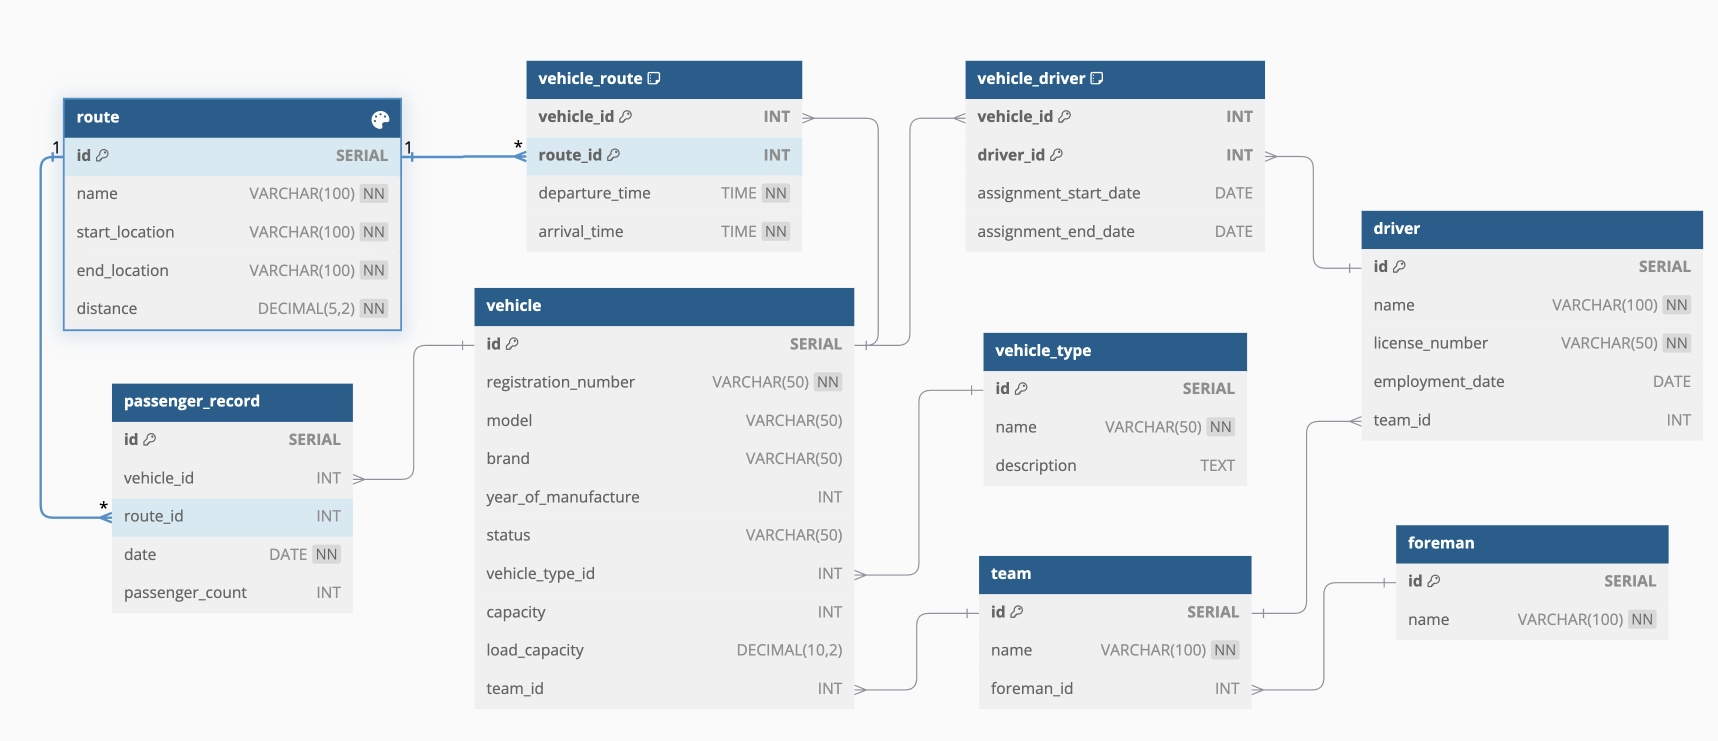 route
1
id SERIAL
1
name VARCHAR(100) NN
start_location VARCHAR(100) NN
end_location VARCHAR(100) NN
distance DECIMAL(5,2) NN
vehicle_route
vehicle_id INT
*
route_id INT
departure_time TIME NN
arrival_time TIME NN
vehicle_driver
vehicle_id INT
driver_id INT
assignment_start_date DATE
assignment_end_date DATE
driver
id SERIAL
name VARCHAR(100) NN
license_number VARCHAR(50) NN
employment_date DATE
team_id INT
passenger_record
id SERIAL
vehicle_id INT
*
route_id INT
date DATE NN
passenger_count INT
vehicle
id SERIAL
registration_number VARCHAR(50) NN
model VARCHAR(50)
brand VARCHAR(50)
year_of_manufacture INT
status VARCHAR(50)
vehicle_type_id INT
capacity INT
load_capacity DECIMAL(10,2)
team_id INT
vehicle_type
id SERIAL
name VARCHAR(50) NN
description TEXT
team
id SERIAL
name VARCHAR(100) NN
foreman_id INT
foreman
id SERIAL
name VARCHAR(100) NN